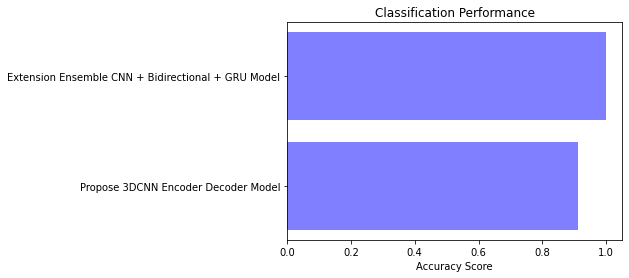 Classification Performance
Extension Ensemble CNN + Bidirectional + GRU Model
Propose 3DCNN Encoder Decoder Model
0.0 0.2 0.4 0.6 0.8 1.0
Accuracy Score